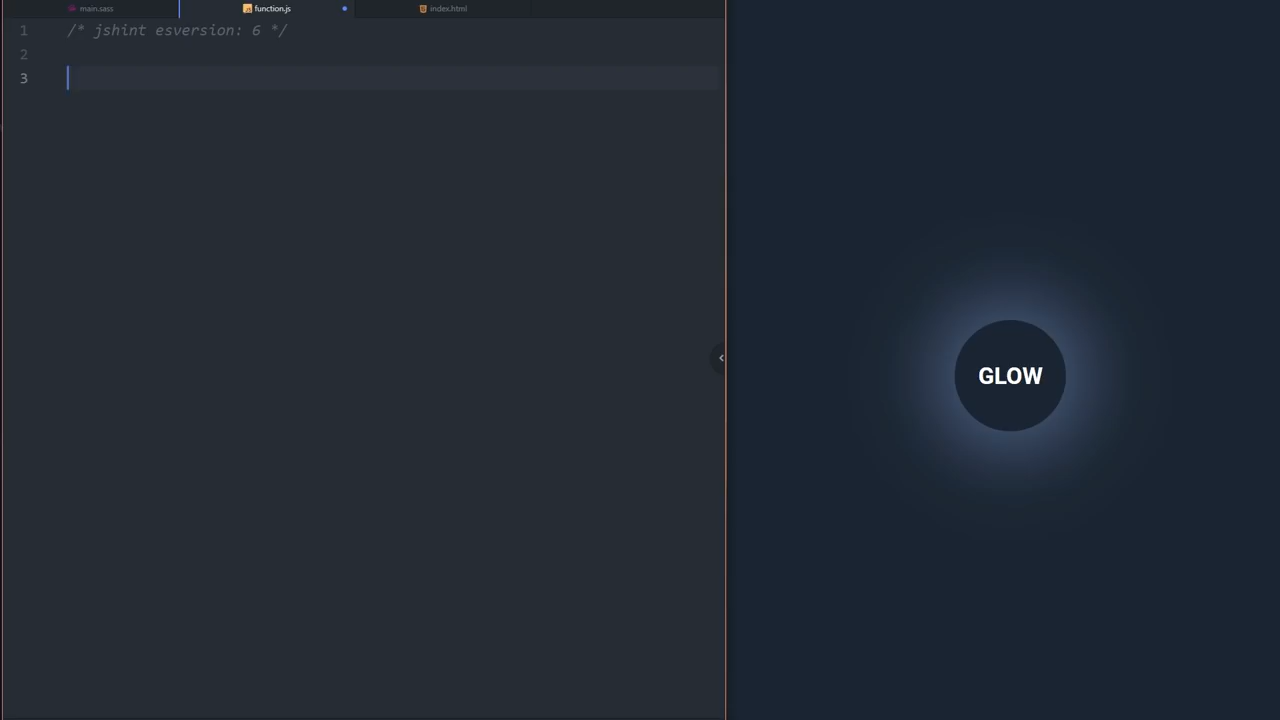 main.sass
function.js
index.html
1 /* jshint esversion: 6 */
2
3
GLOW